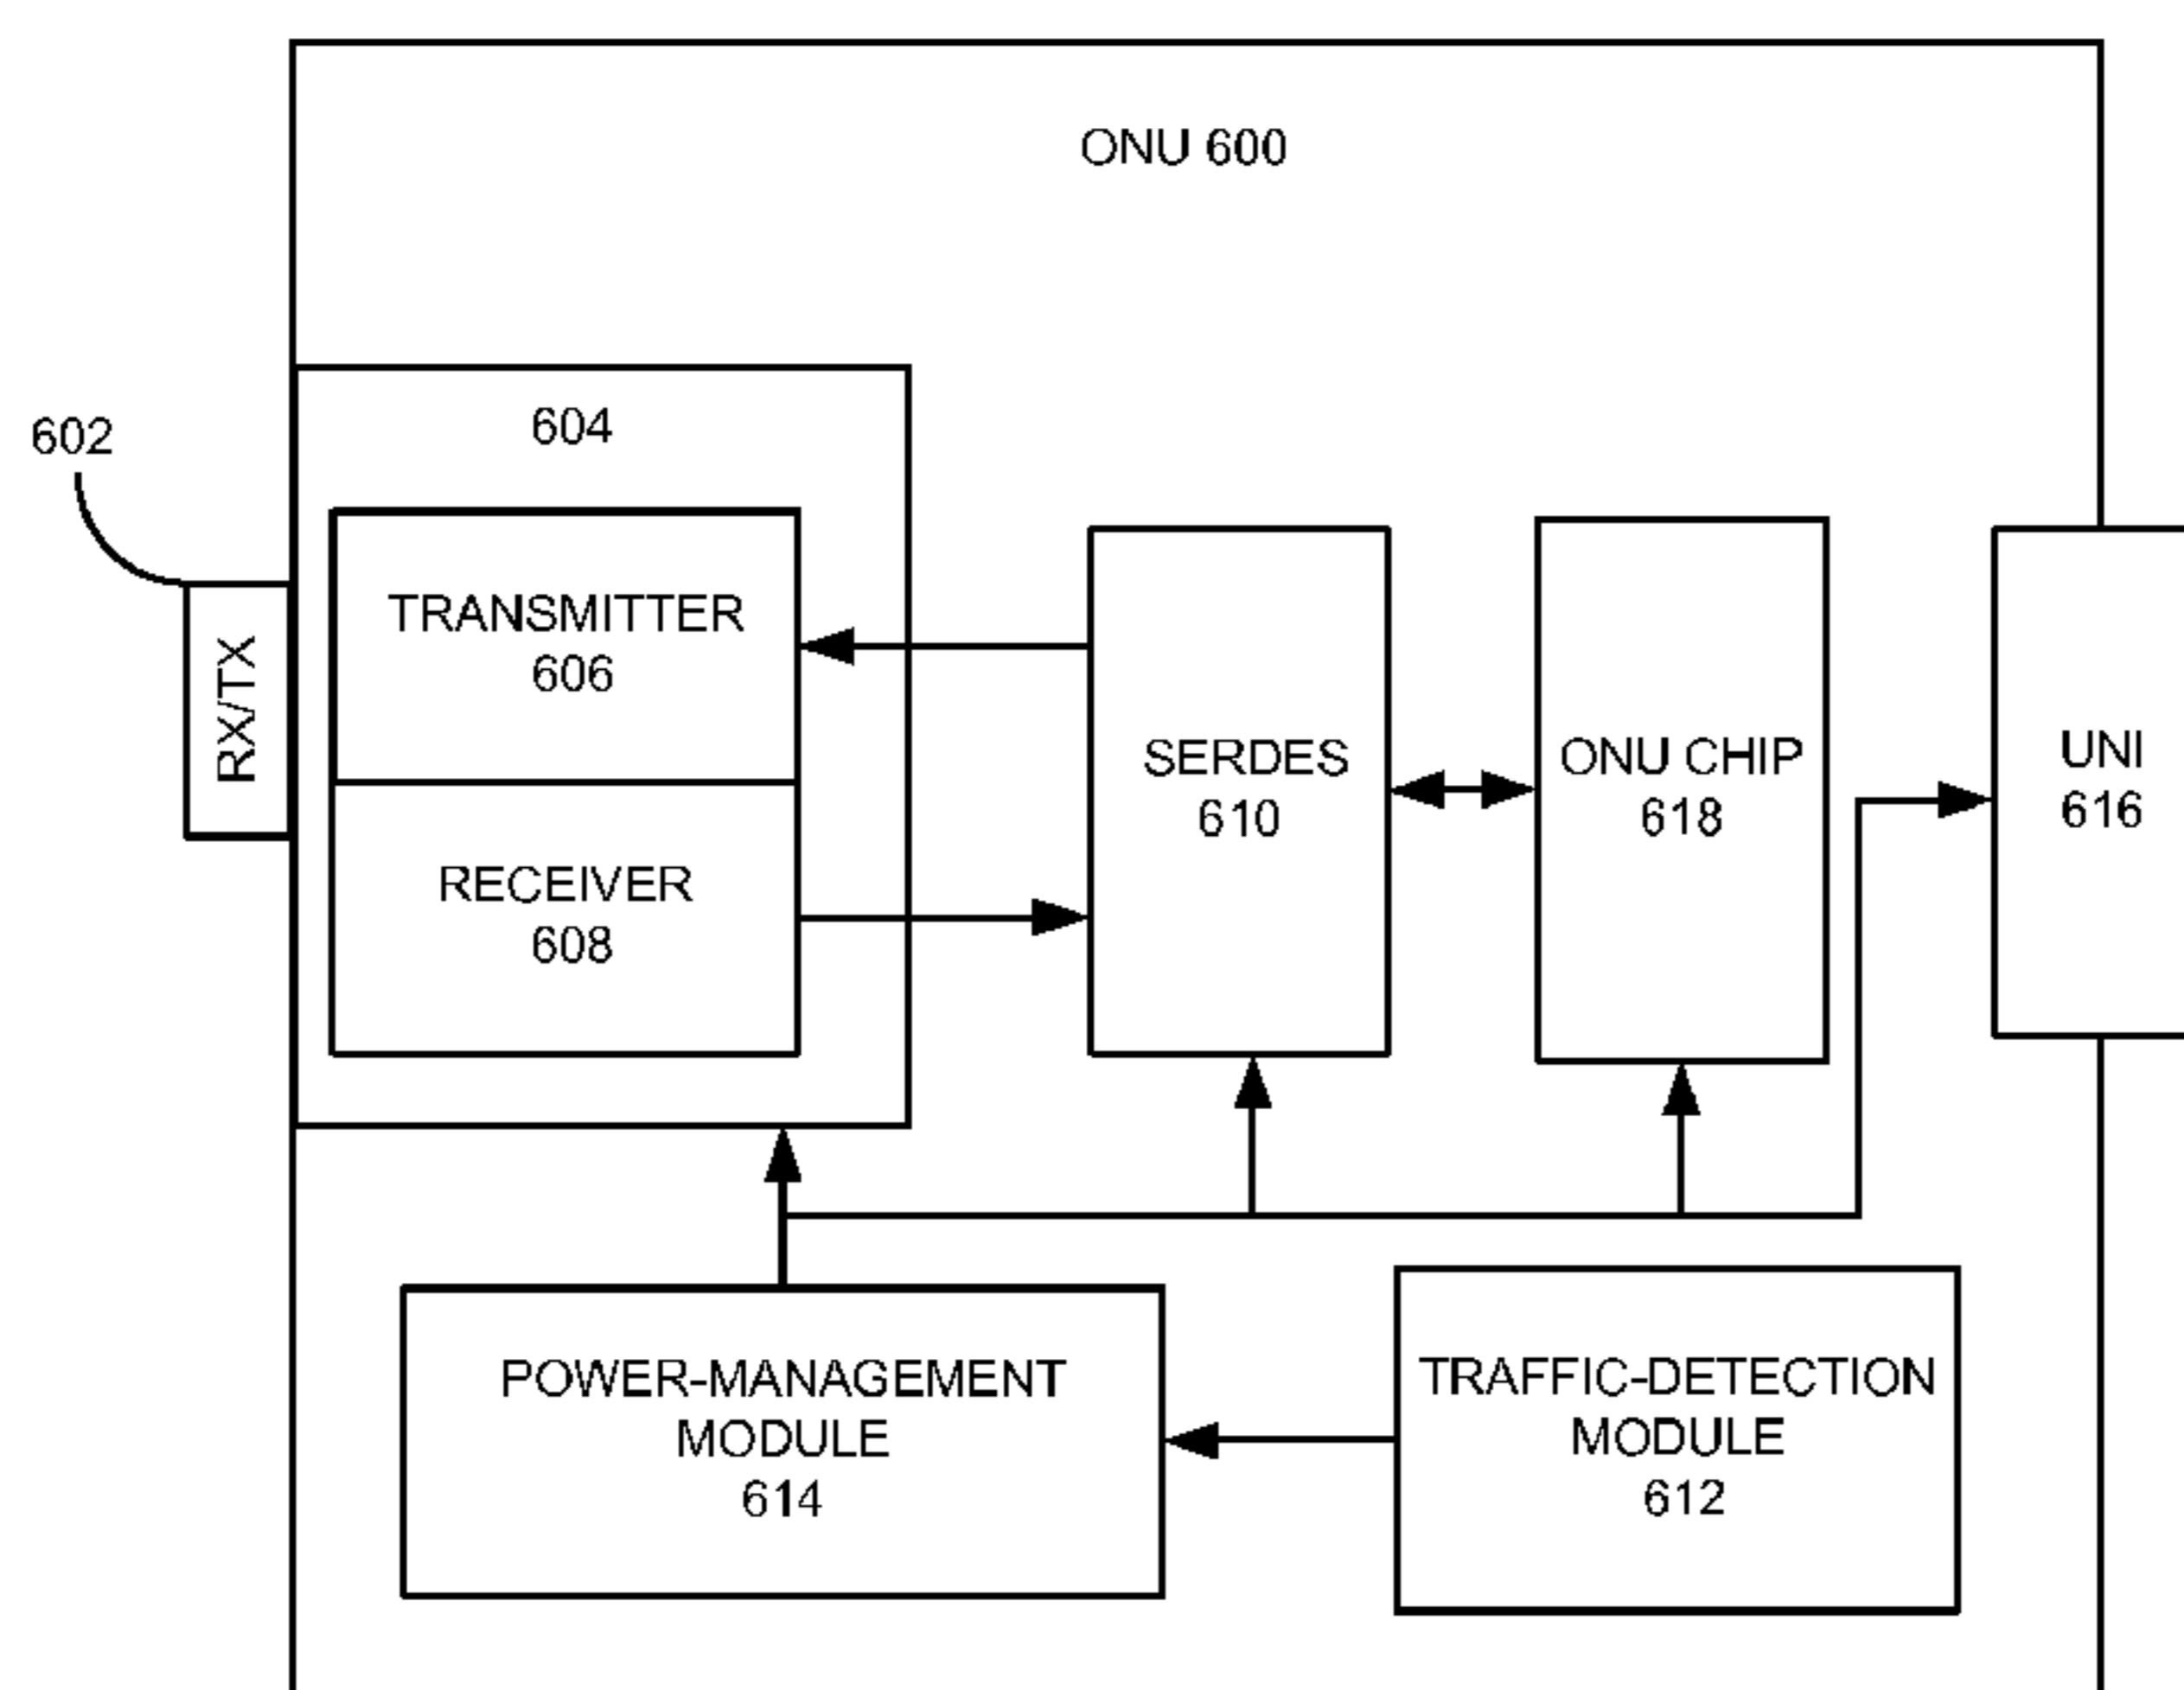 ONU 600
602
604
RX/TX
TRANSMITTER
606
RECEIVER
608
SERDES
610
ONU CHIP
618
UNI
616
POWER-MANAGEMENT
MODULE
614
TRAFFIC-DETECTION
MODULE
612